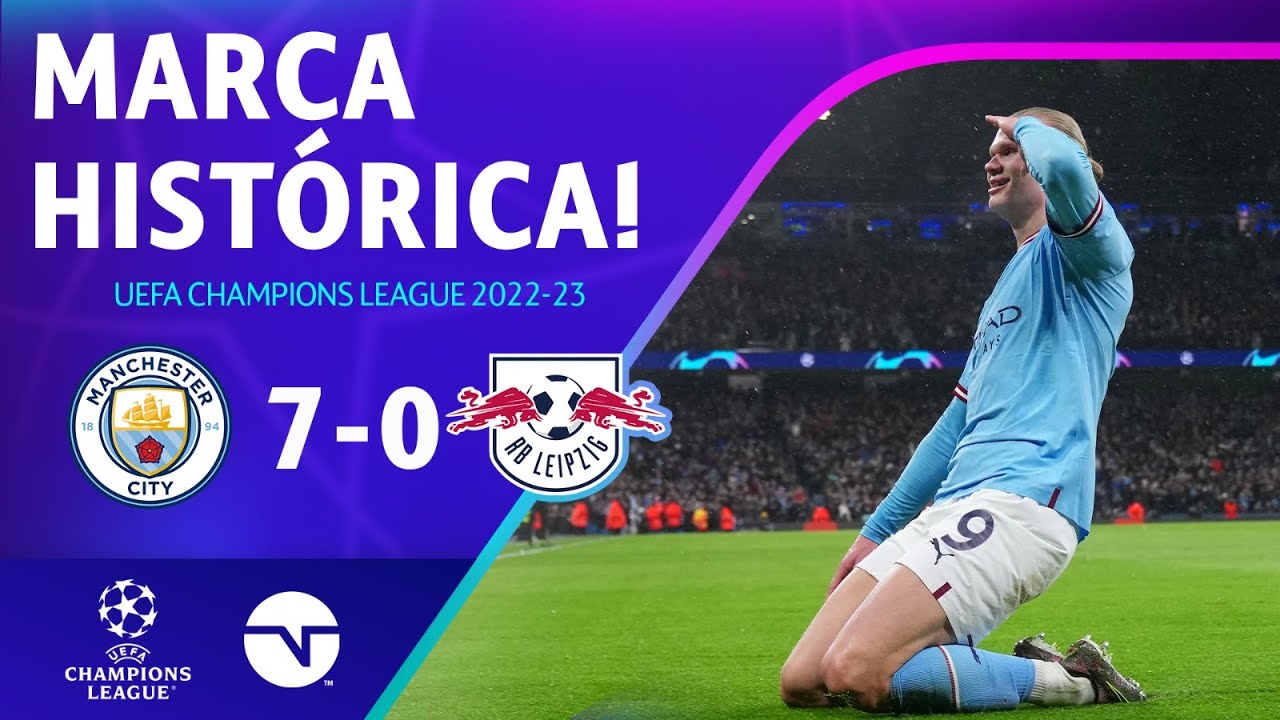 MARCA
HISTÓRICA!
UEFA CHAMPIONS LEAGUE 2022-23
MANCHESTER
18 94
CITY
7-0
RB LEIPZIG
UEFA
CHAMPIONS
LEAGUE
TM
9